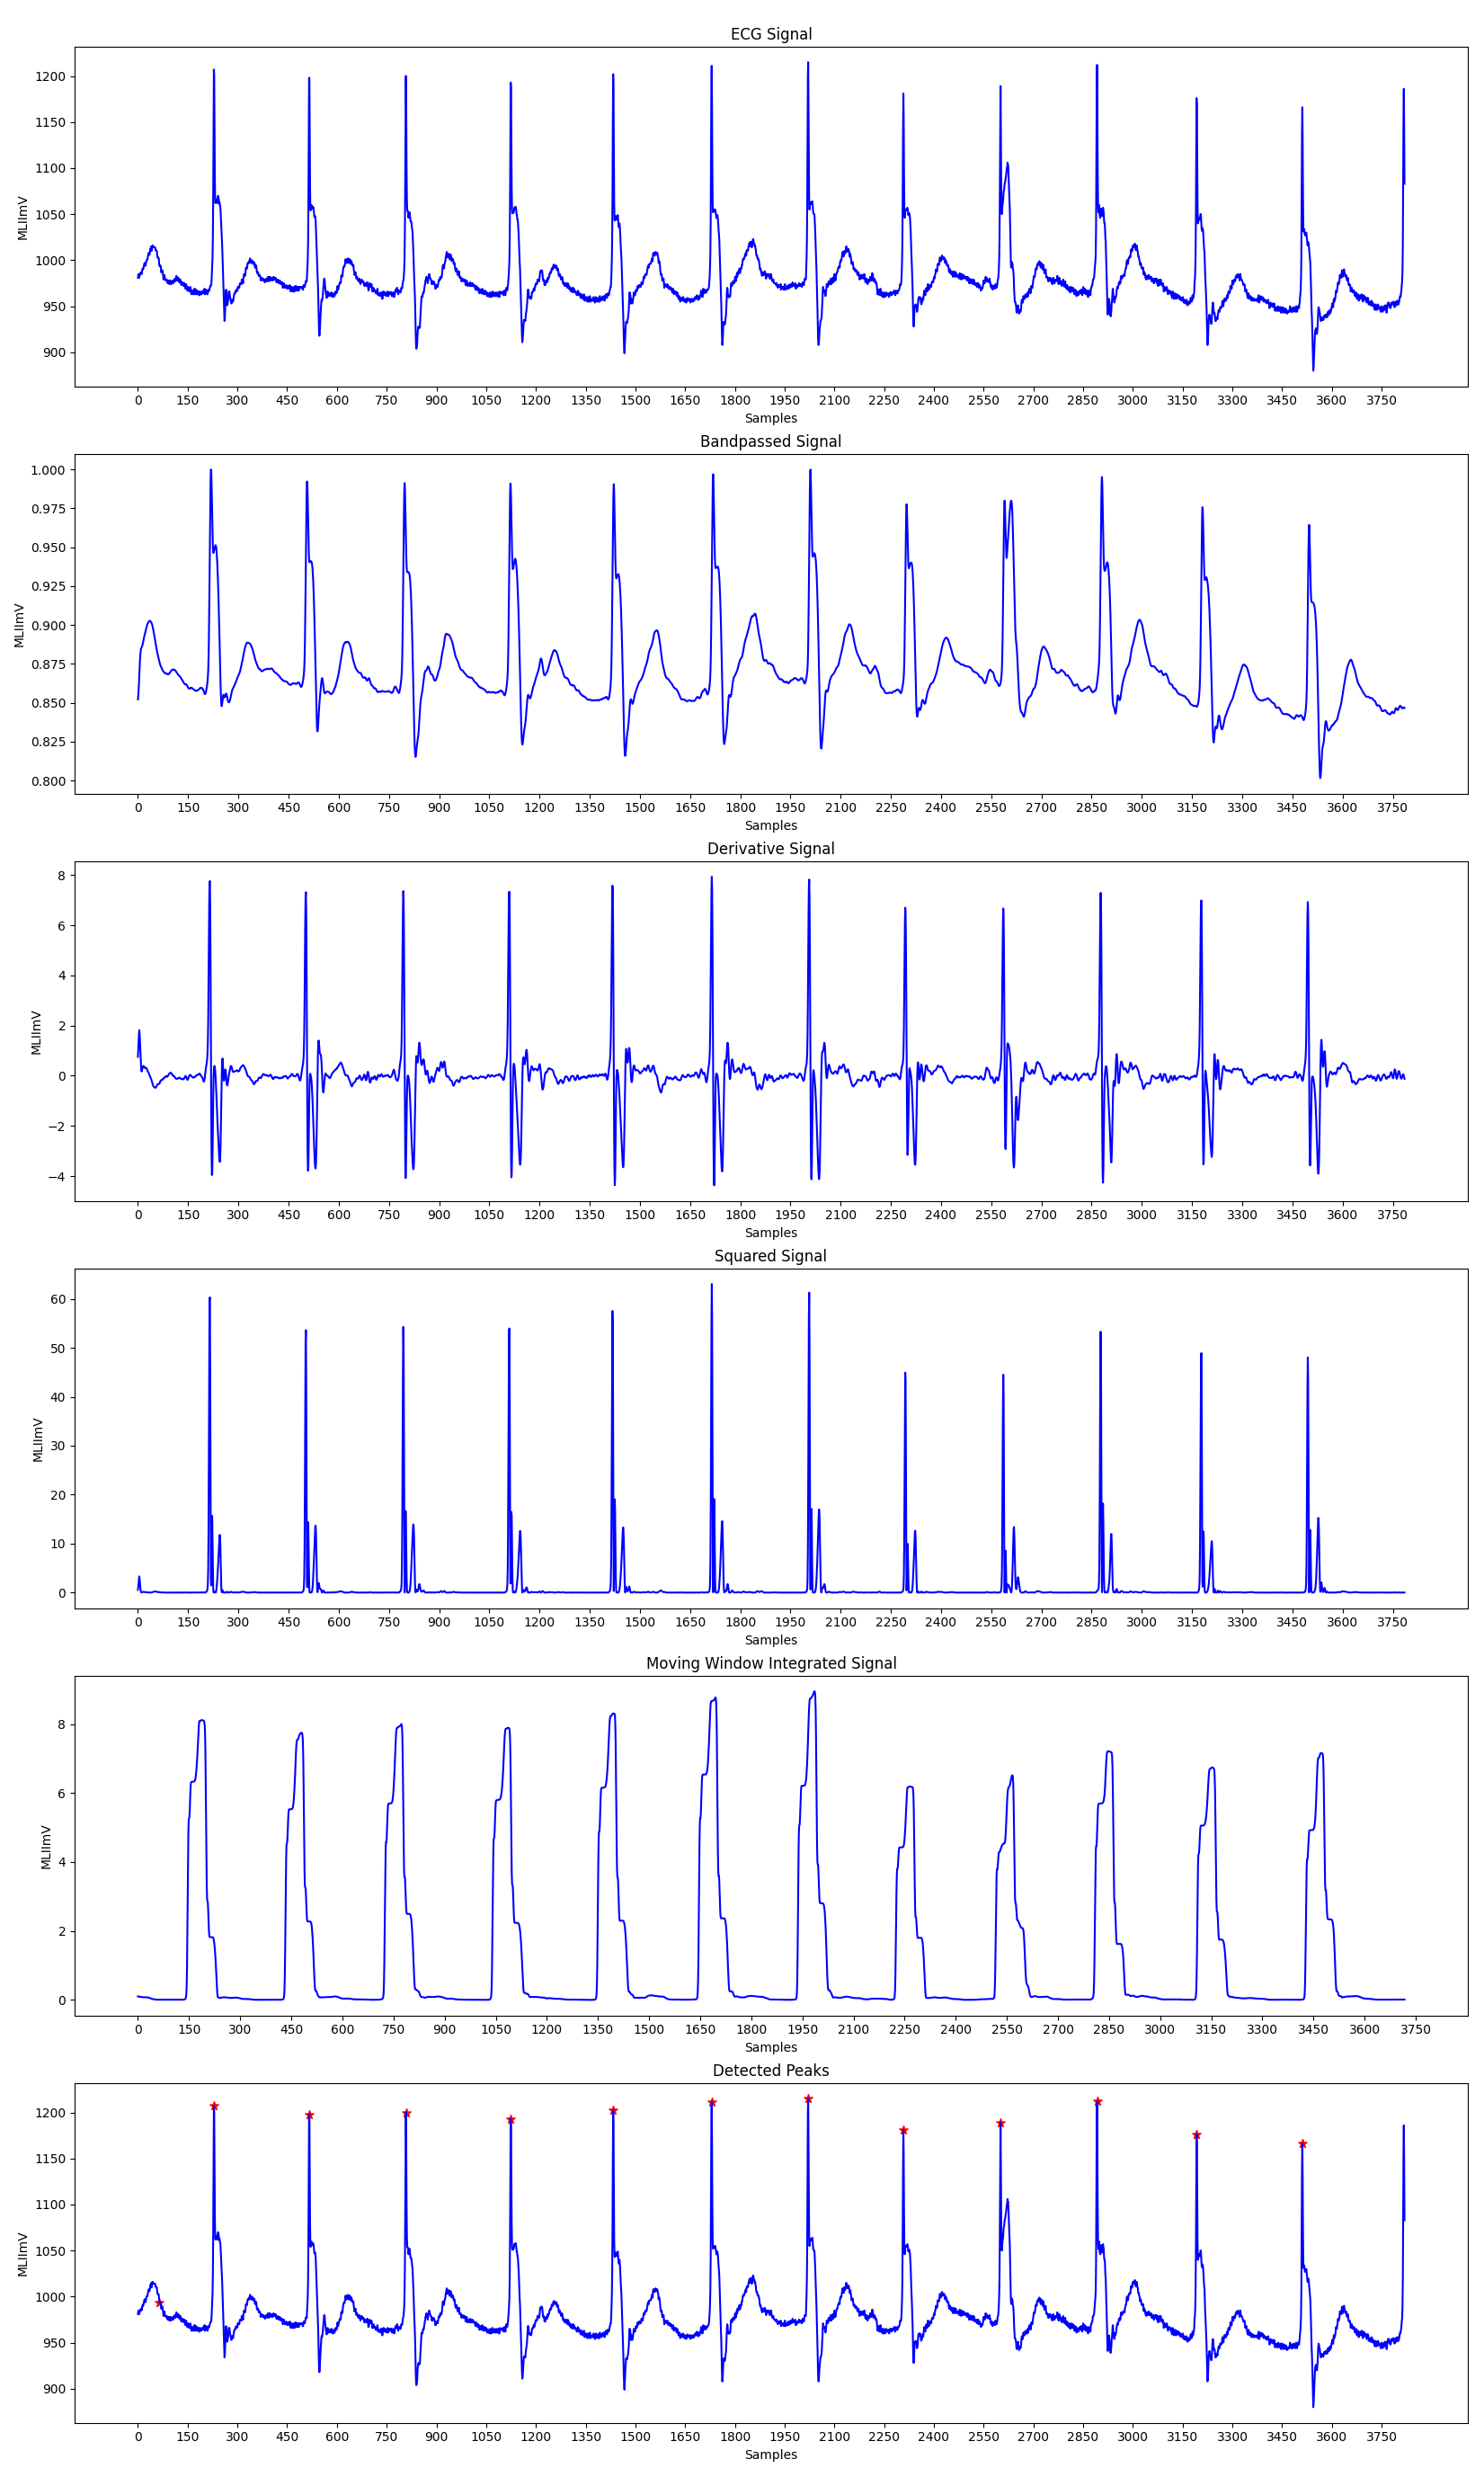 ECG Signal
1200
1150
1100
1050
1000
950
900
MLIImV
0 150 300 450 600 750 900 1050 1200 1350 1500 1650 1800 1950 2100 2250 2400 2550 2700 2850 3000 3150 3300 3450 3600 3750
Samples
Bandpassed Signal
1.000
0.975
0.950
0.925
0.900
0.875
0.850
0.825
0.800
MLIImV
0 150 300 450 600 750 900 1050 1200 1350 1500 1650 1800 1950 2100 2250 2400 2550 2700 2850 3000 3150 3300 3450 3600 3750
Samples
Derivative Signal
8
6
4
2
0
−2
−4
MLIImV
0 150 300 450 600 750 900 1050 1200 1350 1500 1650 1800 1950 2100 2250 2400 2550 2700 2850 3000 3150 3300 3450 3600 3750
Samples
Squared Signal
60
50
40
30
20
10
0
MLIImV
0 150 300 450 600 750 900 1050 1200 1350 1500 1650 1800 1950 2100 2250 2400 2550 2700 2850 3000 3150 3300 3450 3600 3750
Samples
Moving Window Integrated Signal
8
6
4
2
0
MLIImV
0 150 300 450 600 750 900 1050 1200 1350 1500 1650 1800 1950 2100 2250 2400 2550 2700 2850 3000 3150 3300 3450 3600 3750
Samples
Detected Peaks
1200
1150
1100
1050
1000
950
900
MLIImV
0 150 300 450 600 750 900 1050 1200 1350 1500 1650 1800 1950 2100 2250 2400 2550 2700 2850 3000 3150 3300 3450 3600 3750
Samples